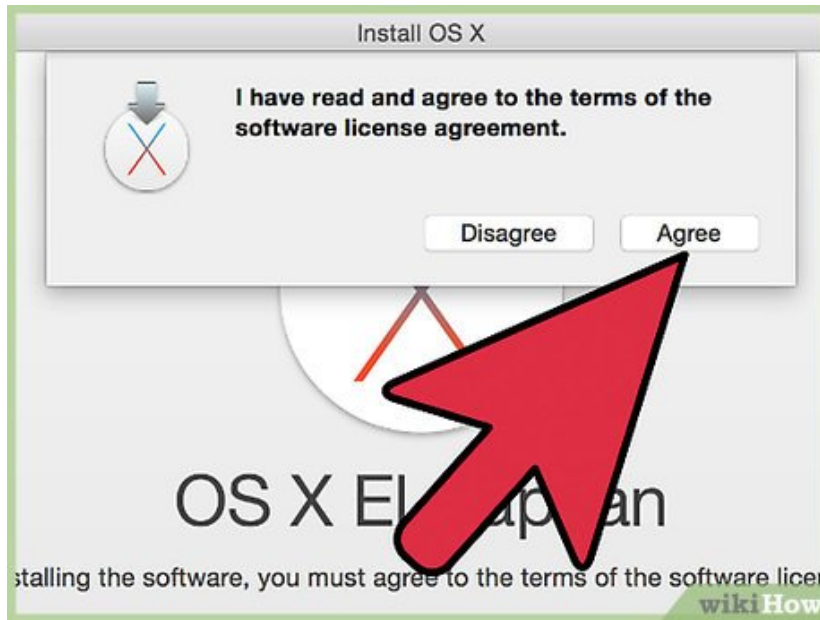 Install OS X
I have read and agree to the terms of the
software license agreement.
Disagree Agree
OS X El
stalling the software, you must agree to the terms of the software
wikiHow